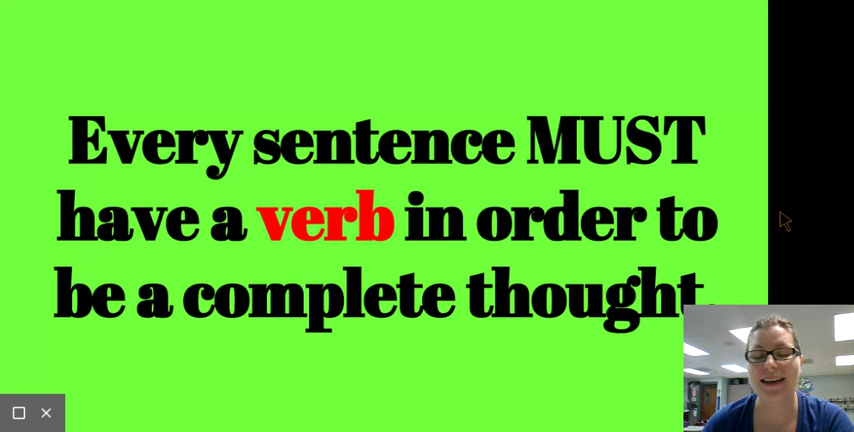 Every sentence MUST
have a verb in order to
be a complete thought.